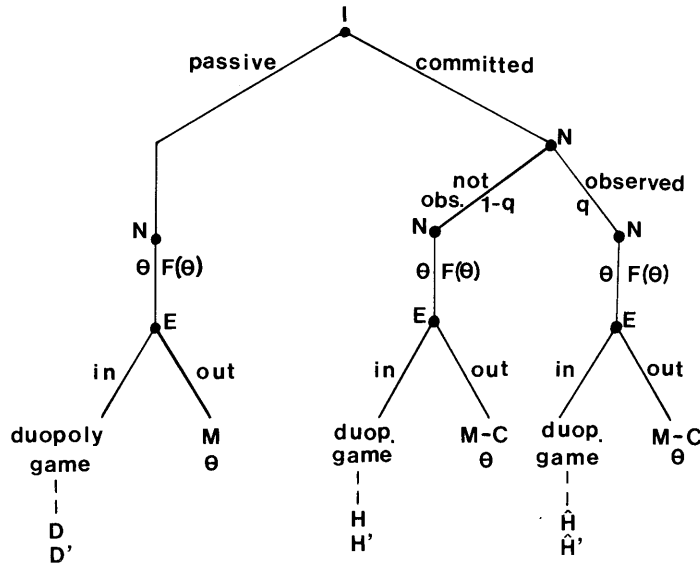 I
passive committed
N
not observed
obs. 1-q q
N N N
θ F(θ) θ F(θ) θ F(θ)
E E E
in out in out in out
duopoly M duop. M-C duop. M-C
game θ game θ game θ
D H Ĥ
D' H' Ĥ'